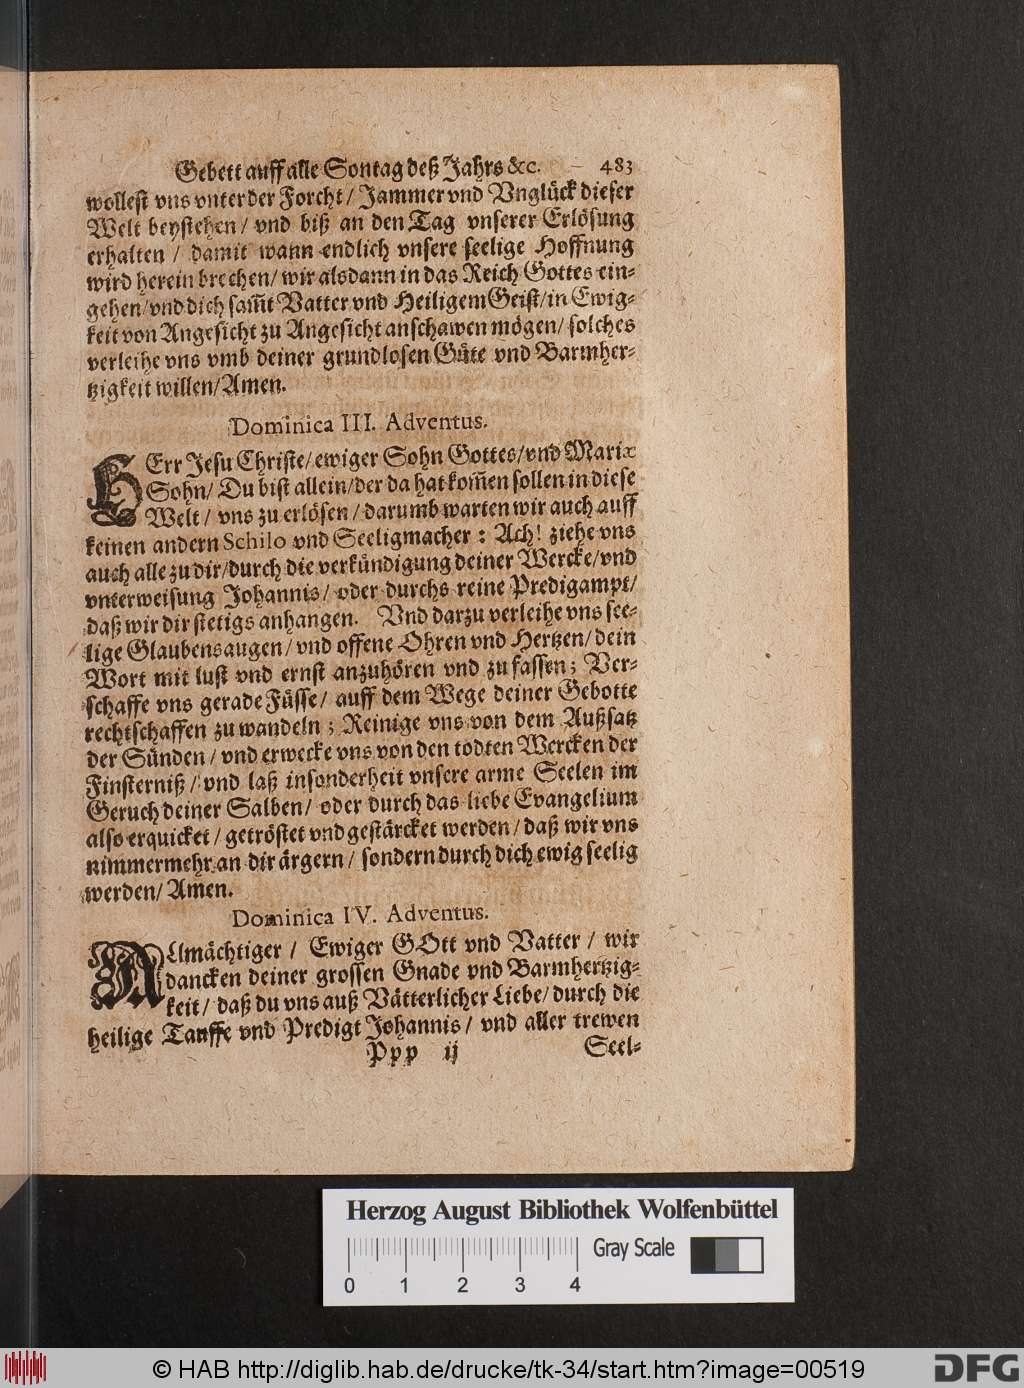 Gebett auff alle Sontag deß Jahrs &c. 483
wollest vns vnter der Forcht / Jammer vnd Vnglück dieser
Welt beystehen / vnd biß an den Tag vnserer Erlösung
erhalten / damit wann endlich vnsere seelige Hoffnung
wird herein brechen / wir alsdann in das Reich Gottes ein-
gehen / vnd dich sam̃t Vatter vnd Heiligem Geist / in Ewig-
keit von Angesicht zu Angesicht anschawen mögen / solches
verleihe vns vmb deiner grundlosen Güte vnd Barmher-
tzigkeit willen / Amen.
Dominica III. Adventus.
HErr Jesu Christe / ewiger Sohn Gottes / vnd Mariæ
Sohn / Du bist allein / der da hat kom̃en sollen in diese
Welt / vns zu erlösen / darumb warten wir auch auff
keinen andern Schilo vnd Seeligmacher : Ach! ziehe vns
auch alle zu dir / durch die verkündigung deiner Wercke / vnd
vnterweisung Johannis / oder durchs reine Predigampt /
daß wir dir stetigs anhangen. Vnd darzu verleihe vns see-
lige Glaubensaugen / vnd offene Ohren vnd Hertzen / dein
Wort mit lust vnd ernst anzuhören vnd zu fassen ; Ver-
schaffe vns gerade Füsse / auff dem Wege deiner Gebotte
rechtschaffen zu wandeln ; Reinige vns von dem Außsatz
der Sünden / vnd erwecke vns von den todten Wercken der
Finsterniß / vnd laß insonderheit vnsere arme Seelen im
Geruch deiner Salben / oder durch das liebe Evangelium
also erquicket / getröstet vnd gestärcket werden / daß wir vns
nimmermehr an dir ärgern / sondern durch dich ewig seelig
werden / Amen.
Dominica IV. Adventus.
ALlmächtiger / Ewiger GOtt vnd Vatter / wir
dancken deiner grossen Gnade vnd Barmhertzig-
keit / daß du vns auß Vätterlicher Liebe / durch die
heilige Tauffe vnd Predigt Johannis / vnd aller trewen
Ppp ij Seel-
Herzog August Bibliothek Wolfenbüttel
Gray Scale
0 1 2 3 4
© HAB http://diglib.hab.de/drucke/tk-34/start.htm?image=00519
DFG